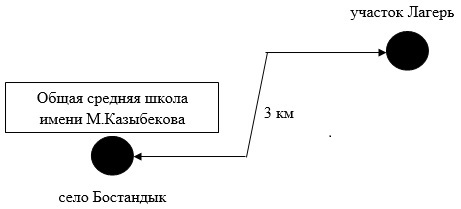 участок Лагерь
Общая средняя школа
имени М.Казыбекова
3 км
село Бостандык